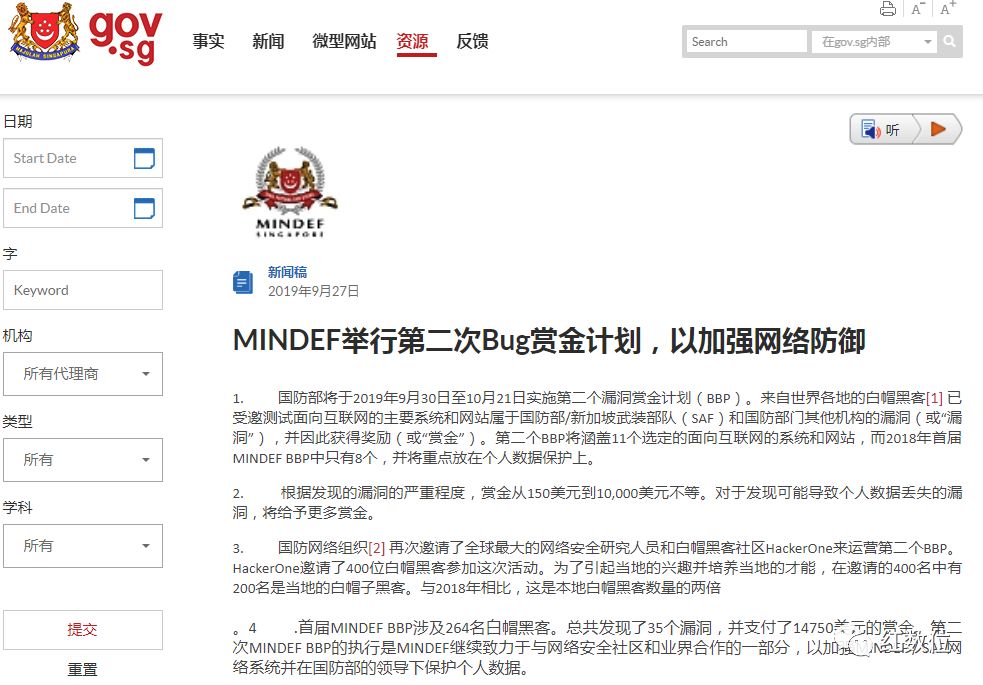 gov
.sg
事实 新闻 微型网站 资源 反馈
A- A+
Search 在gov.sg内部
日期
Start Date
End Date
字
Keyword
机构
所有代理商
类型
所有
学科
所有
提交
重置
听
MINDEF
SINGAPORE
新闻稿
2019年9月27日
MINDEF举行第二次Bug赏金计划，以加强网络防御
1. 国防部将于2019年9月30日至10月21日实施第二个漏洞赏金计划（BBP）。来自世界各地的白帽黑客[1] 已
受邀测试面向互联网的主要系统和网站属于国防部/新加坡武装部队（SAF）和国防部门其他机构的漏洞（或“漏
洞”），并因此获得奖励（或“赏金”）。第二个BBP将涵盖11个选定的面向互联网的系统和网站，而2018年首届
MINDEF BBP中只有8个，并将重点放在个人数据保护上。
2. 根据发现的漏洞的严重程度，赏金从150美元到10,000美元不等。对于发现可能导致个人数据丢失的漏
洞，将给予更多赏金。
3. 国防网络组织[2] 再次邀请了全球最大的网络安全研究人员和白帽黑客社区HackerOne来运营第二个BBP。
HackerOne邀请了400位白帽黑客参加这次活动。为了引起当地的兴趣并培养当地的才能，在邀请的400名中有
200名是当地的白帽子黑客。与2018年相比，这是本地白帽黑客数量的两倍
。4 .首届MINDEF BBP涉及264名白帽黑客。总共发现了35个漏洞，并支付了14750美元的赏金。第二
次MINDEF BBP的执行是MINDEF继续致力于与网络安全社区和业界合作的一部分，以加强MINDEF/SAF网
络系统并在国防部的领导下保护个人数据。
红数位